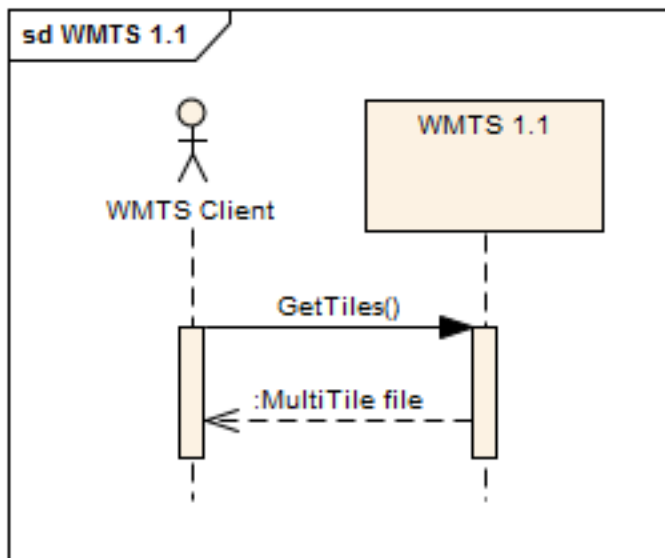 sd WMTS 1.1
WMTS 1.1
WMTS Client
GetTiles()
:MultiTile file